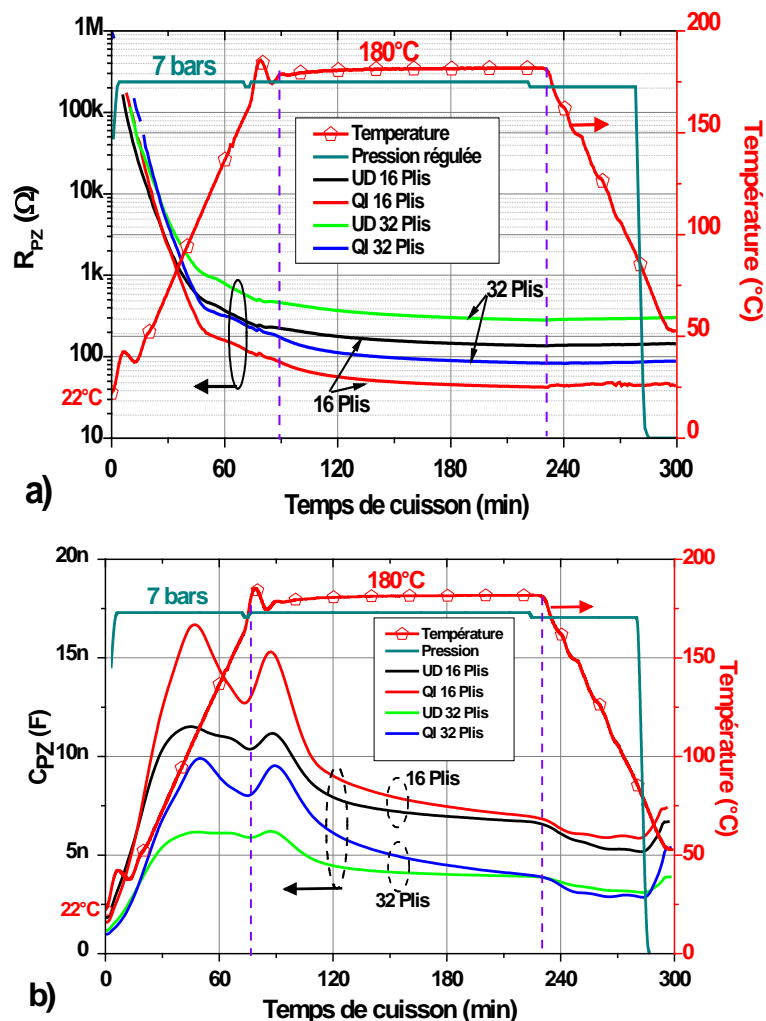 1M
100k
10k
1k
100
10
R_PZ (Ω)
22°C
7 bars
180°C
Temperature
Pression régulée
UD 16 Plis
QI 16 Plis
UD 32 Plis
QI 32 Plis
32 Plis
16 Plis
200
150
100
50
0
Température (°C)
0 60 120 180 240 300
Temps de cuisson (min)
a)
20n
15n
10n
5n
0
C_PZ (F)
22°C
7 bars
180°C
Température
Pression
UD 16 Plis
QI 16 Plis
UD 32 Plis
QI 32 Plis
16 Plis
32 Plis
200
150
100
50
0
Température (°C)
0 60 120 180 240 300
Temps de cuisson (min)
b)